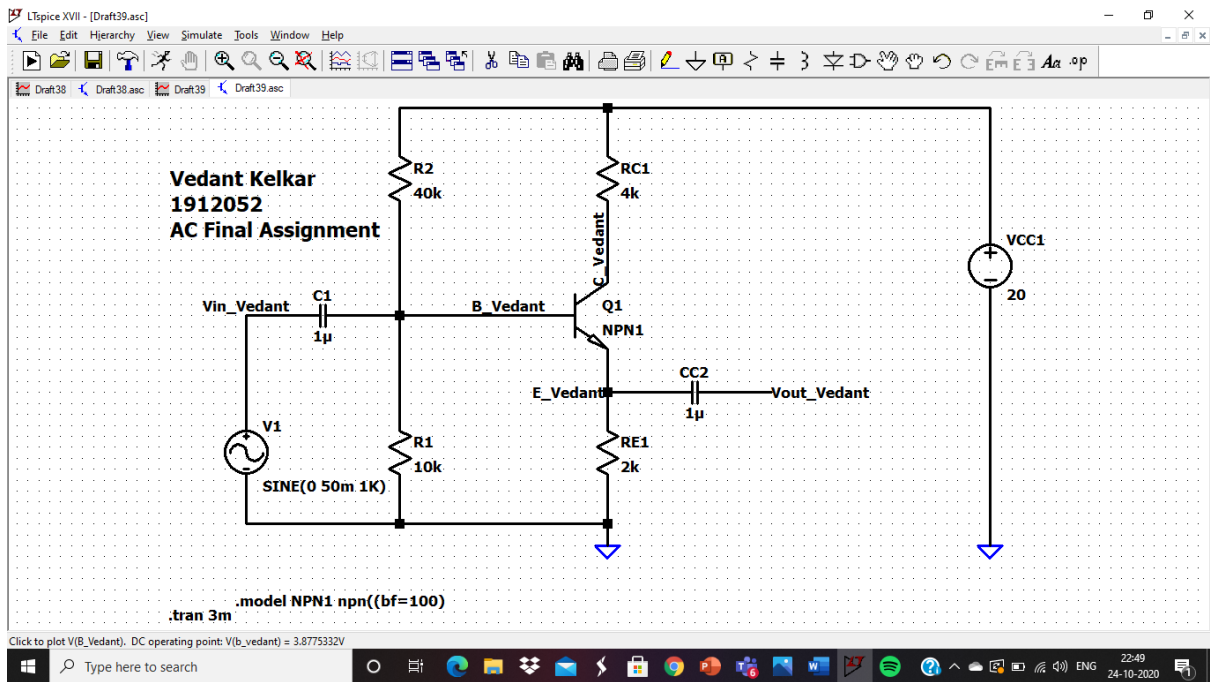 LTspice XVII - [Draft39.asc]
File Edit Hierarchy View Simulate Tools Window Help
Draft38 Draft38.asc Draft39 Draft39.asc
Vedant Kelkar
1912052
AC Final Assignment
R2
40k
RC1
4k
C_Vedant
VCC1
20
Vin_Vedant
C1
1µ
B_Vedant
Q1
NPN1
E_Vedant
CC2
1µ
Vout_Vedant
V1
SINE(0 50m 1K)
R1
10k
RE1
2k
.model NPN1 npn((bf=100)
.tran 3m
Click to plot V(B_Vedant). DC operating point: V(b_vedant) = 3.8775332V
Type here to search
ENG
22:49
24-10-2020